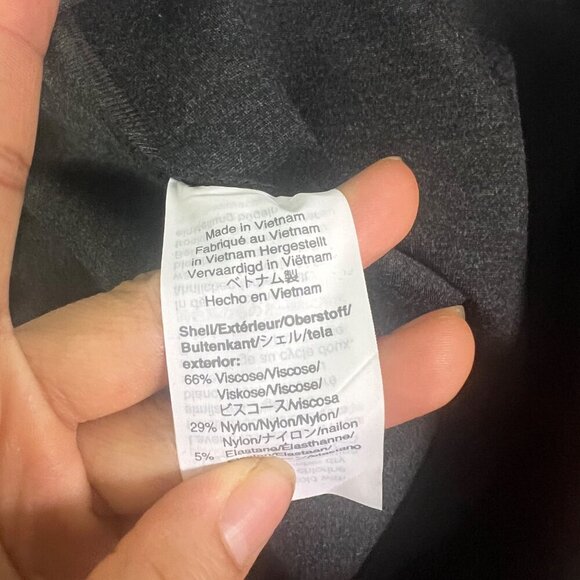 Made in Vietnam
Fabriqué au Vietnam
in Vietnam Hergestellt
Vervaardigd in Viëtnam
ベトナム製
Hecho en Vietnam
Shell/Extérieur/Oberstoff/
Buitenkant/シェル/tela
exterior:
66% Viscose/Viscose/
Viskose/Viscose/
ビスコース/viscosa
29% Nylon/Nylon/Nylon/
Nylon/ナイロン/nailon
5% Elastane/Élasthanne/